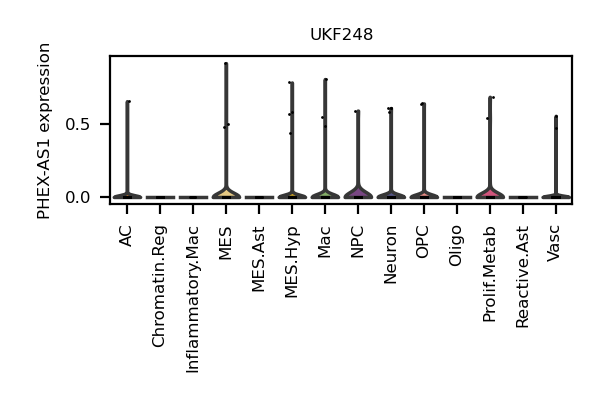 UKF248
PHEX-AS1 expression
0.5
0.0
AC
Chromatin.Reg
Inflammatory.Mac
MES
MES.Ast
MES.Hyp
Mac
NPC
Neuron
OPC
Oligo
Prolif.Metab
Reactive.Ast
Vasc